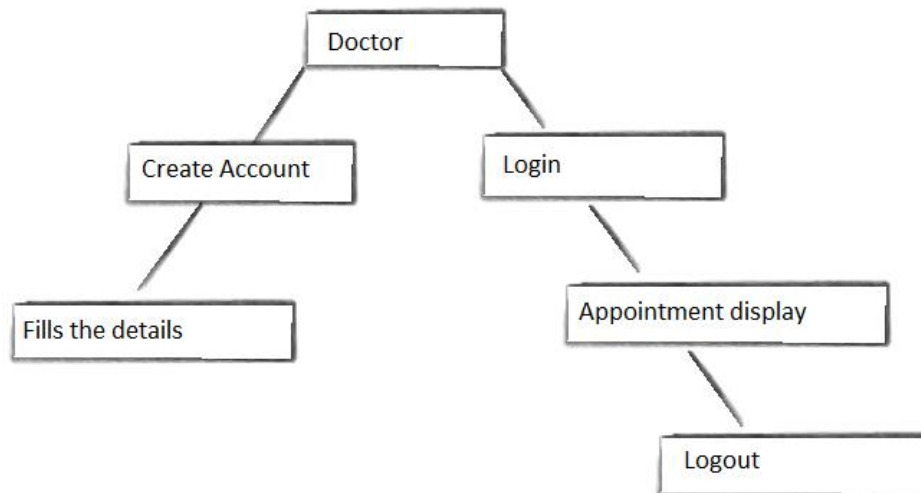 Doctor
Create Account
Login
Fills the details
Appointment display
Logout